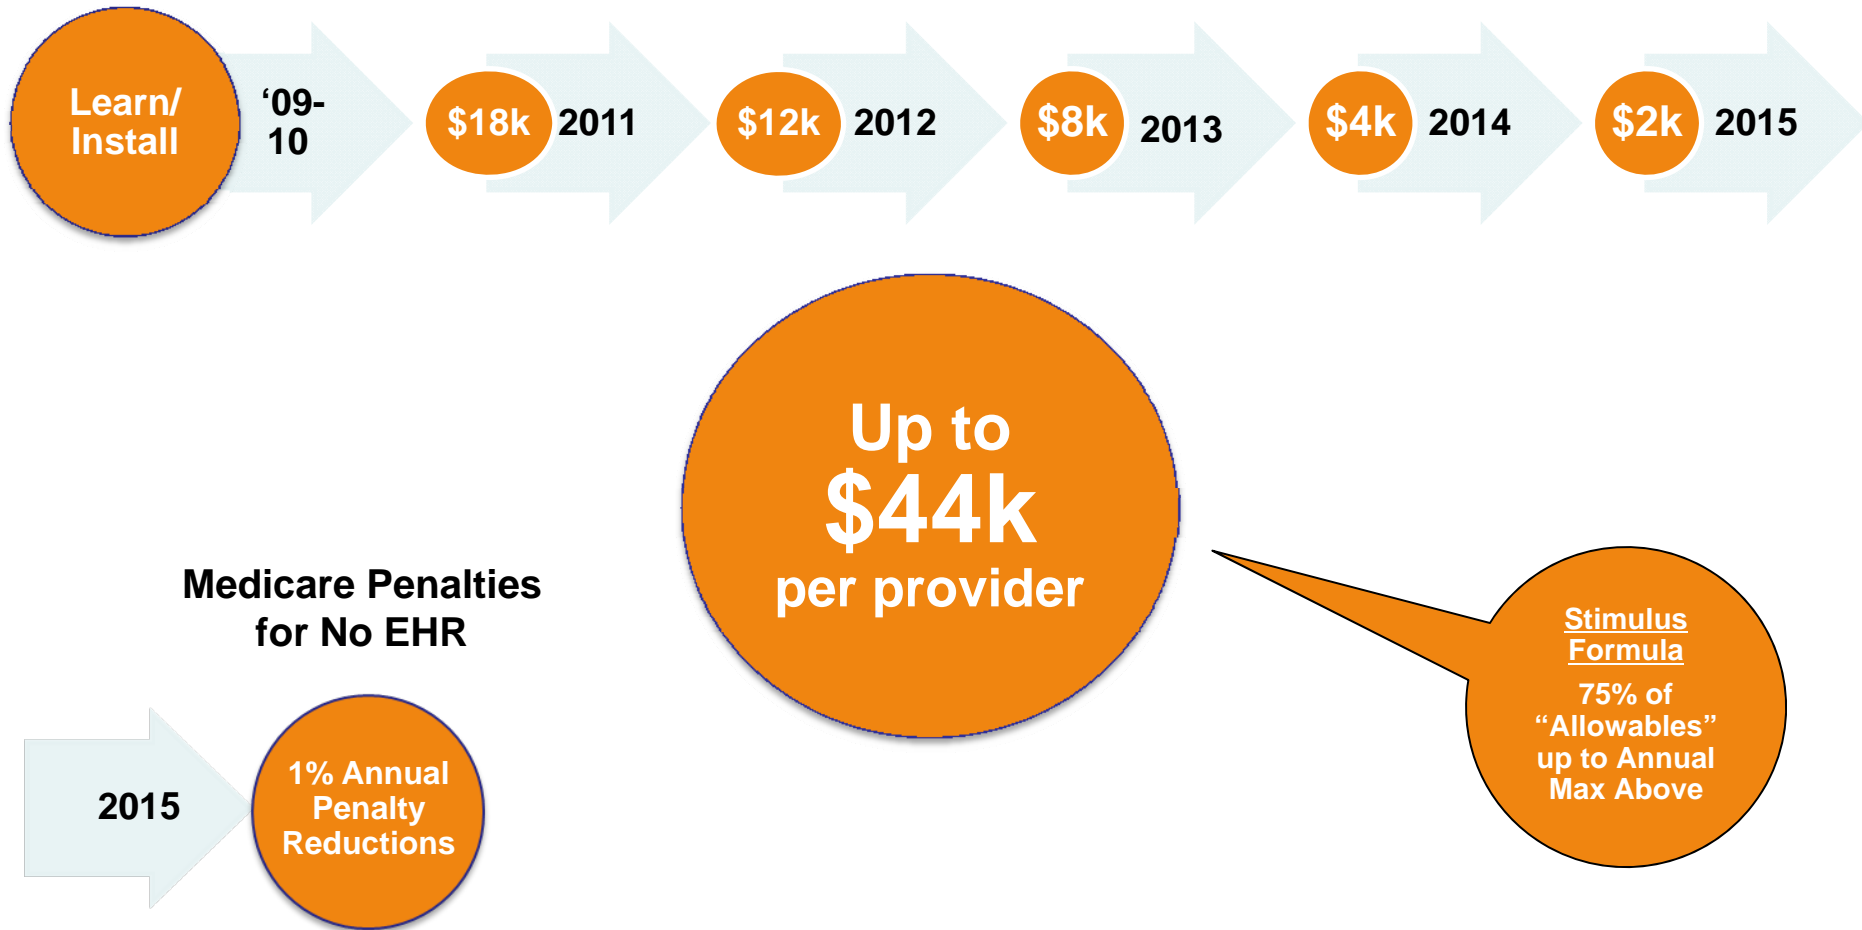 Learn/
Install
‘09-
10
$18k
2011
$12k
2012
$8k
2013
$4k
2014
$2k
2015
Up to
$44k
per provider
Medicare Penalties
for No EHR
2015
1% Annual
Penalty
Reductions
Stimulus
Formula
75% of
“Allowables”
up to Annual
Max Above